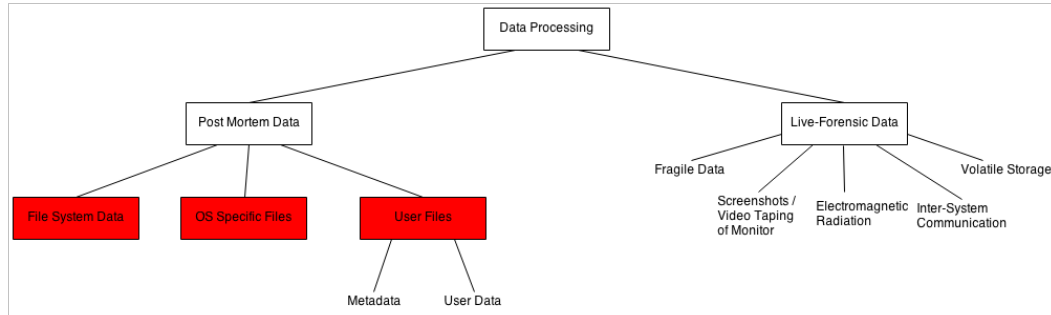 Data Processing
Post Mortem Data
Live-Forensic Data
Fragile Data
Volatile Storage
Screenshots /
Video Taping
of Monitor
Electromagnetic
Radiation
Inter-System
Communication
File System Data
OS Specific Files
User Files
Metadata
User Data